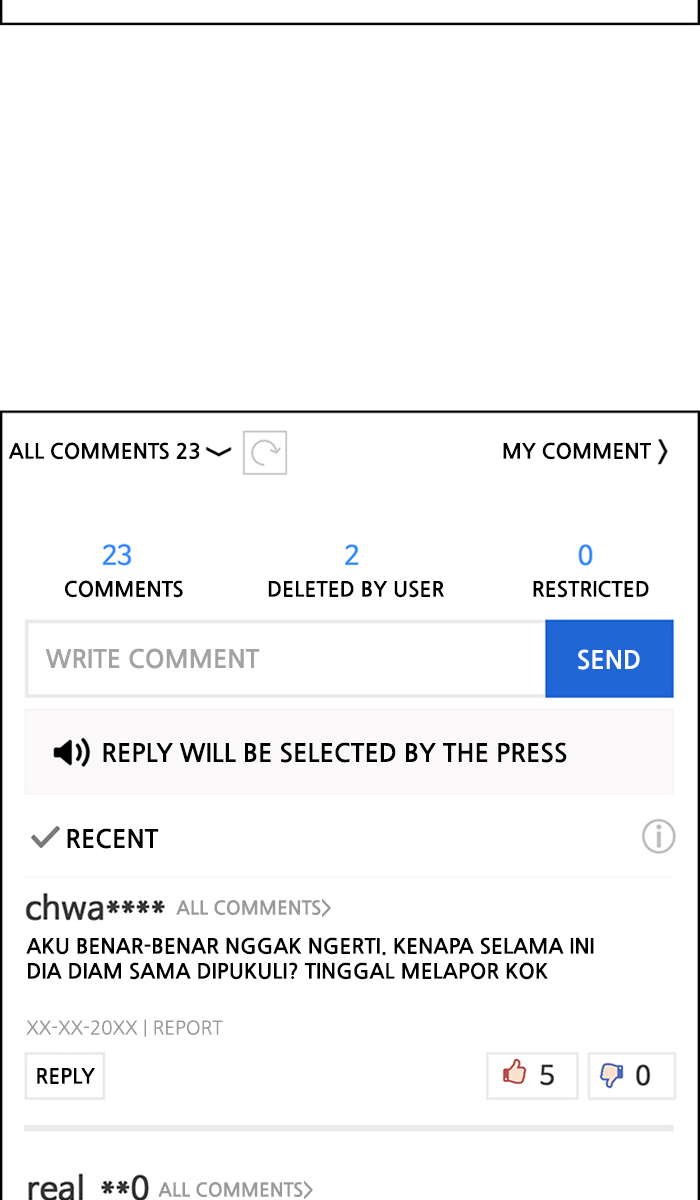 ALL COMMENTS 23
MY COMMENT >
23
2
0
COMMENTS
DELETED BY USER
RESTRICTED
WRITE COMMENT
SEND
REPLY WILL BE SELECTED BY THE PRESS
RECENT
chwa**** ALL COMMENTS>
AKU BENAR-BENAR NGGAK NGERTI. KENAPA SELAMA INI
DIA DIAM SAMA DIPUKULI? TINGGAL MELAPOR KOK
XX-XX-20XX | REPORT
REPLY
5
0
real_**0 ALL COMMENTS>